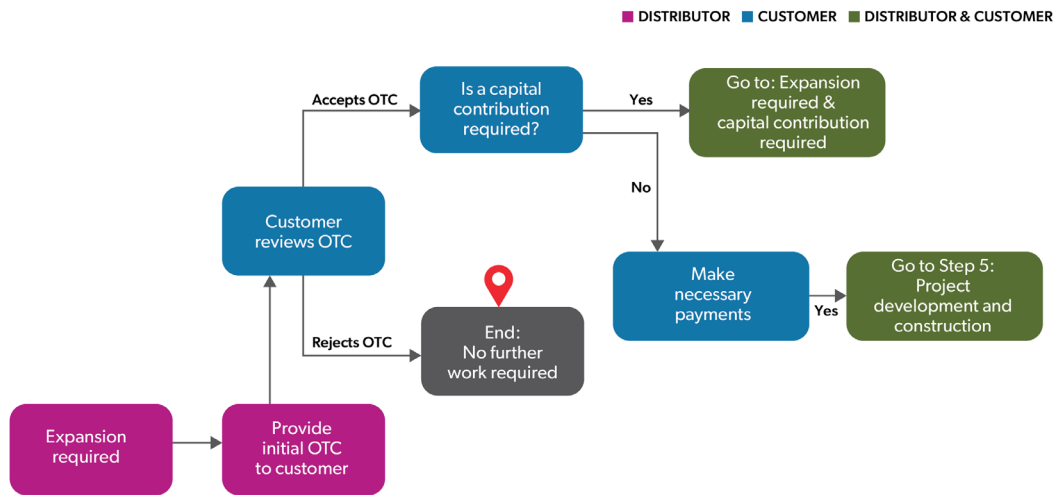 DISTRIBUTOR CUSTOMER DISTRIBUTOR & CUSTOMER
Accepts OTC
Is a capital
contribution
required?
Yes
Go to: Expansion
required &
capital contribution
required
No
Customer
reviews OTC
Make
necessary
payments
Yes
Go to Step 5:
Project
development and
construction
Rejects OTC
End:
No further
work required
Expansion
required
Provide
initial OTC
to customer